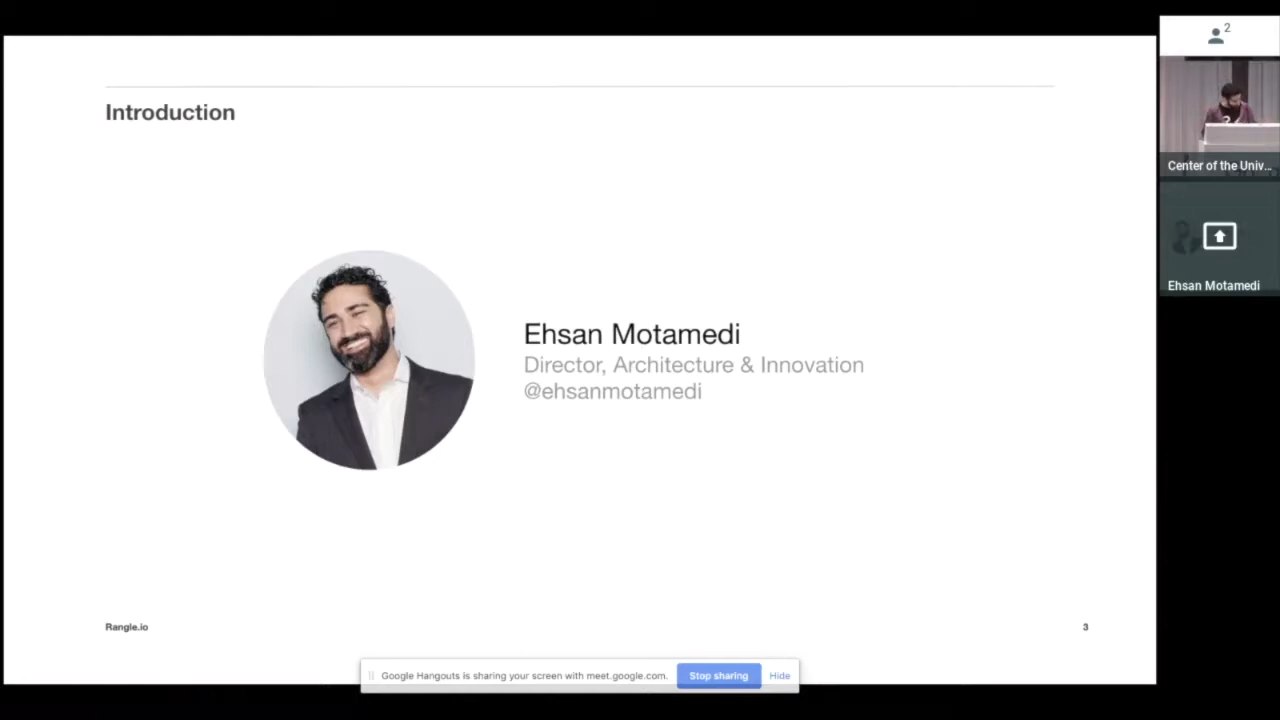 Introduction
Ehsan Motamedi
Director, Architecture & Innovation
@ehsanmotamedi
Rangle.io
3
Google Hangouts is sharing your screen with meet.google.com.
Stop sharing
Hide
2
Center of the Univ...
Ehsan Motamedi